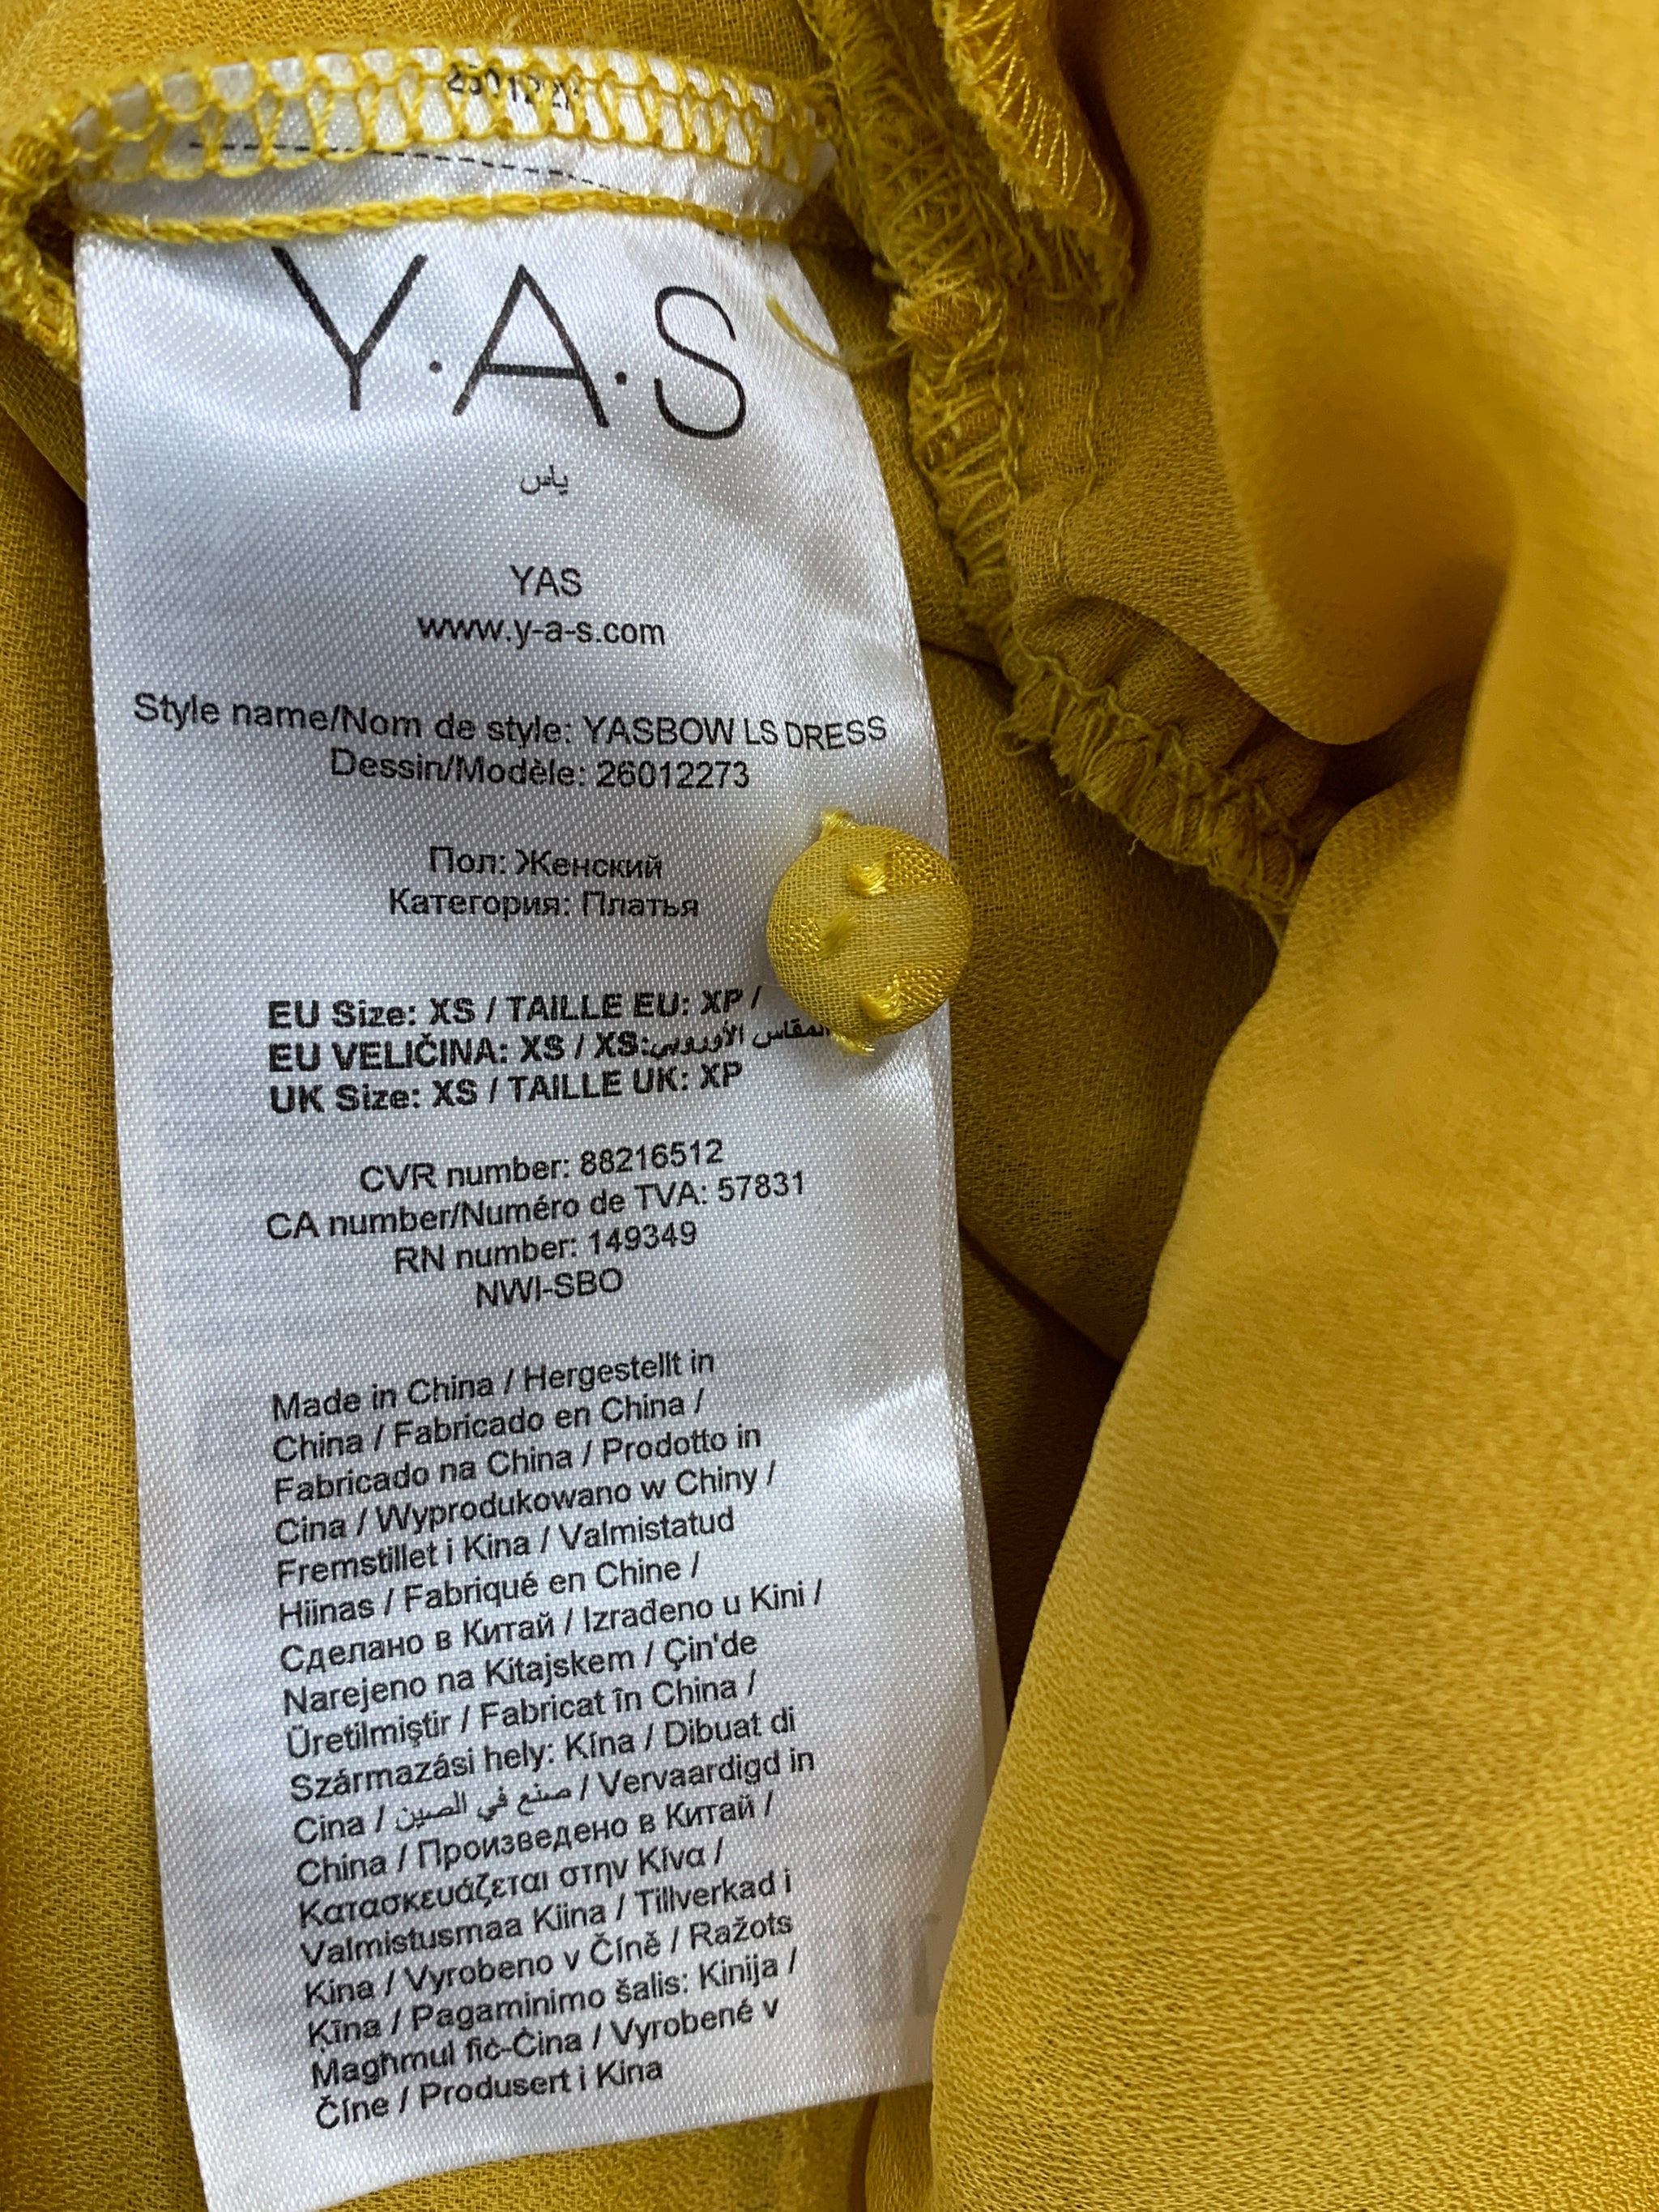 Y·A·S
ياس
YAS
www.y-a-s.com
Style name/Nom de style: YASBOW LS DRESS
Dessin/Modèle: 26012273
Пол: Женский
Категория: Платья
EU Size: XS / TAILLE EU: XP /
EU VELIČINA: XS / XS:المقاس الأوروبي
UK Size: XS / TAILLE UK: XP
CVR number: 88216512
CA number/Numéro de TVA: 57831
RN number: 149349
NWI-SBO
Made in China / Hergestellt in
China / Fabricado en China /
Fabricado na China / Prodotto in
Cina / Wyprodukowano w Chiny /
Fremstillet i Kina / Valmistatud
Hiinas / Fabriqué en Chine /
Сделано в Китай / Izrađeno u Kini /
Narejeno na Kitajskem / Çin'de
Üretilmiştir / Fabricat în China /
Származási hely: Kína / Dibuat di
Cina / صنع في الصين / Vervaardigd in
China / Произведено в Китай /
Κατασκευάζεται στην Κίνα /
Valmistusmaa Kiina / Tillverkad i
Kina / Vyrobeno v Číně / Ražots
Ķīna / Pagaminimo šalis: Kinija /
Magħmul fiċ-Ċina / Vyrobené v
Číne / Produsert i Kina